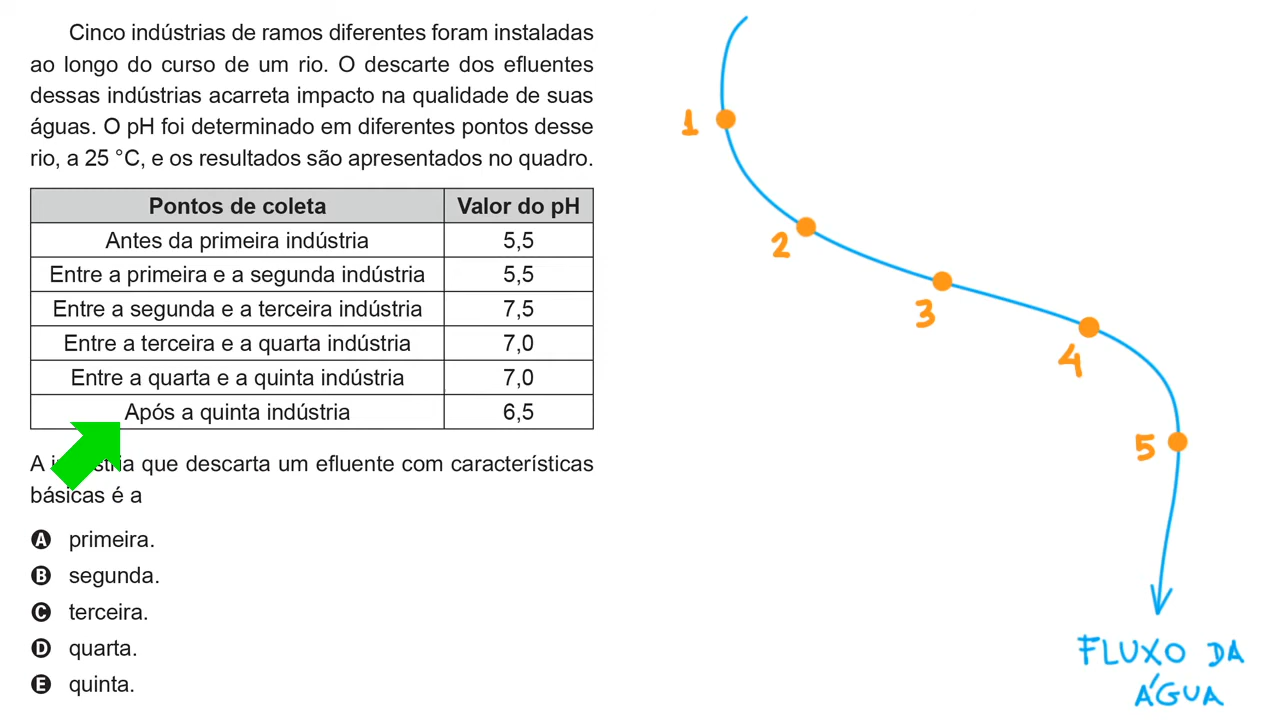 Cinco indústrias de ramos diferentes foram instaladas
ao longo do curso de um rio. O descarte dos efluentes
dessas indústrias acarreta impacto na qualidade de suas
águas. O pH foi determinado em diferentes pontos desse
rio, a 25 °C, e os resultados são apresentados no quadro.
Pontos de coleta Valor do pH
Antes da primeira indústria 5,5
Entre a primeira e a segunda indústria 5,5
Entre a segunda e a terceira indústria 7,5
Entre a terceira e a quarta indústria 7,0
Entre a quarta e a quinta indústria 7,0
Após a quinta indústria 6,5
A indústria que descarta um efluente com características
básicas é a
A primeira.
B segunda.
C terceira.
D quarta.
E quinta.
1
2
3
4
5
FLUXO DA
ÁGUA